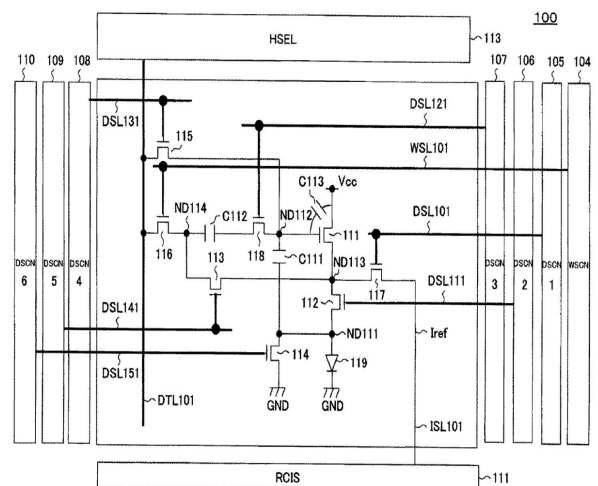 100
HSEL
113
110
109
108
107
106
105
104
DSL131
115
DSL121
WSL101
C113
Vcc
ND114
C112
ND112
111
DSL101
116
118
C111
113
ND113
117
DSL111
112
DSL141
ND111
Iref
DSL151
114
119
GND
GND
DTL101
ISL101
DSCN
6
DSCN
5
DSCN
4
DSCN
3
DSCN
2
DSCN
1
WSCN
RCIS
111